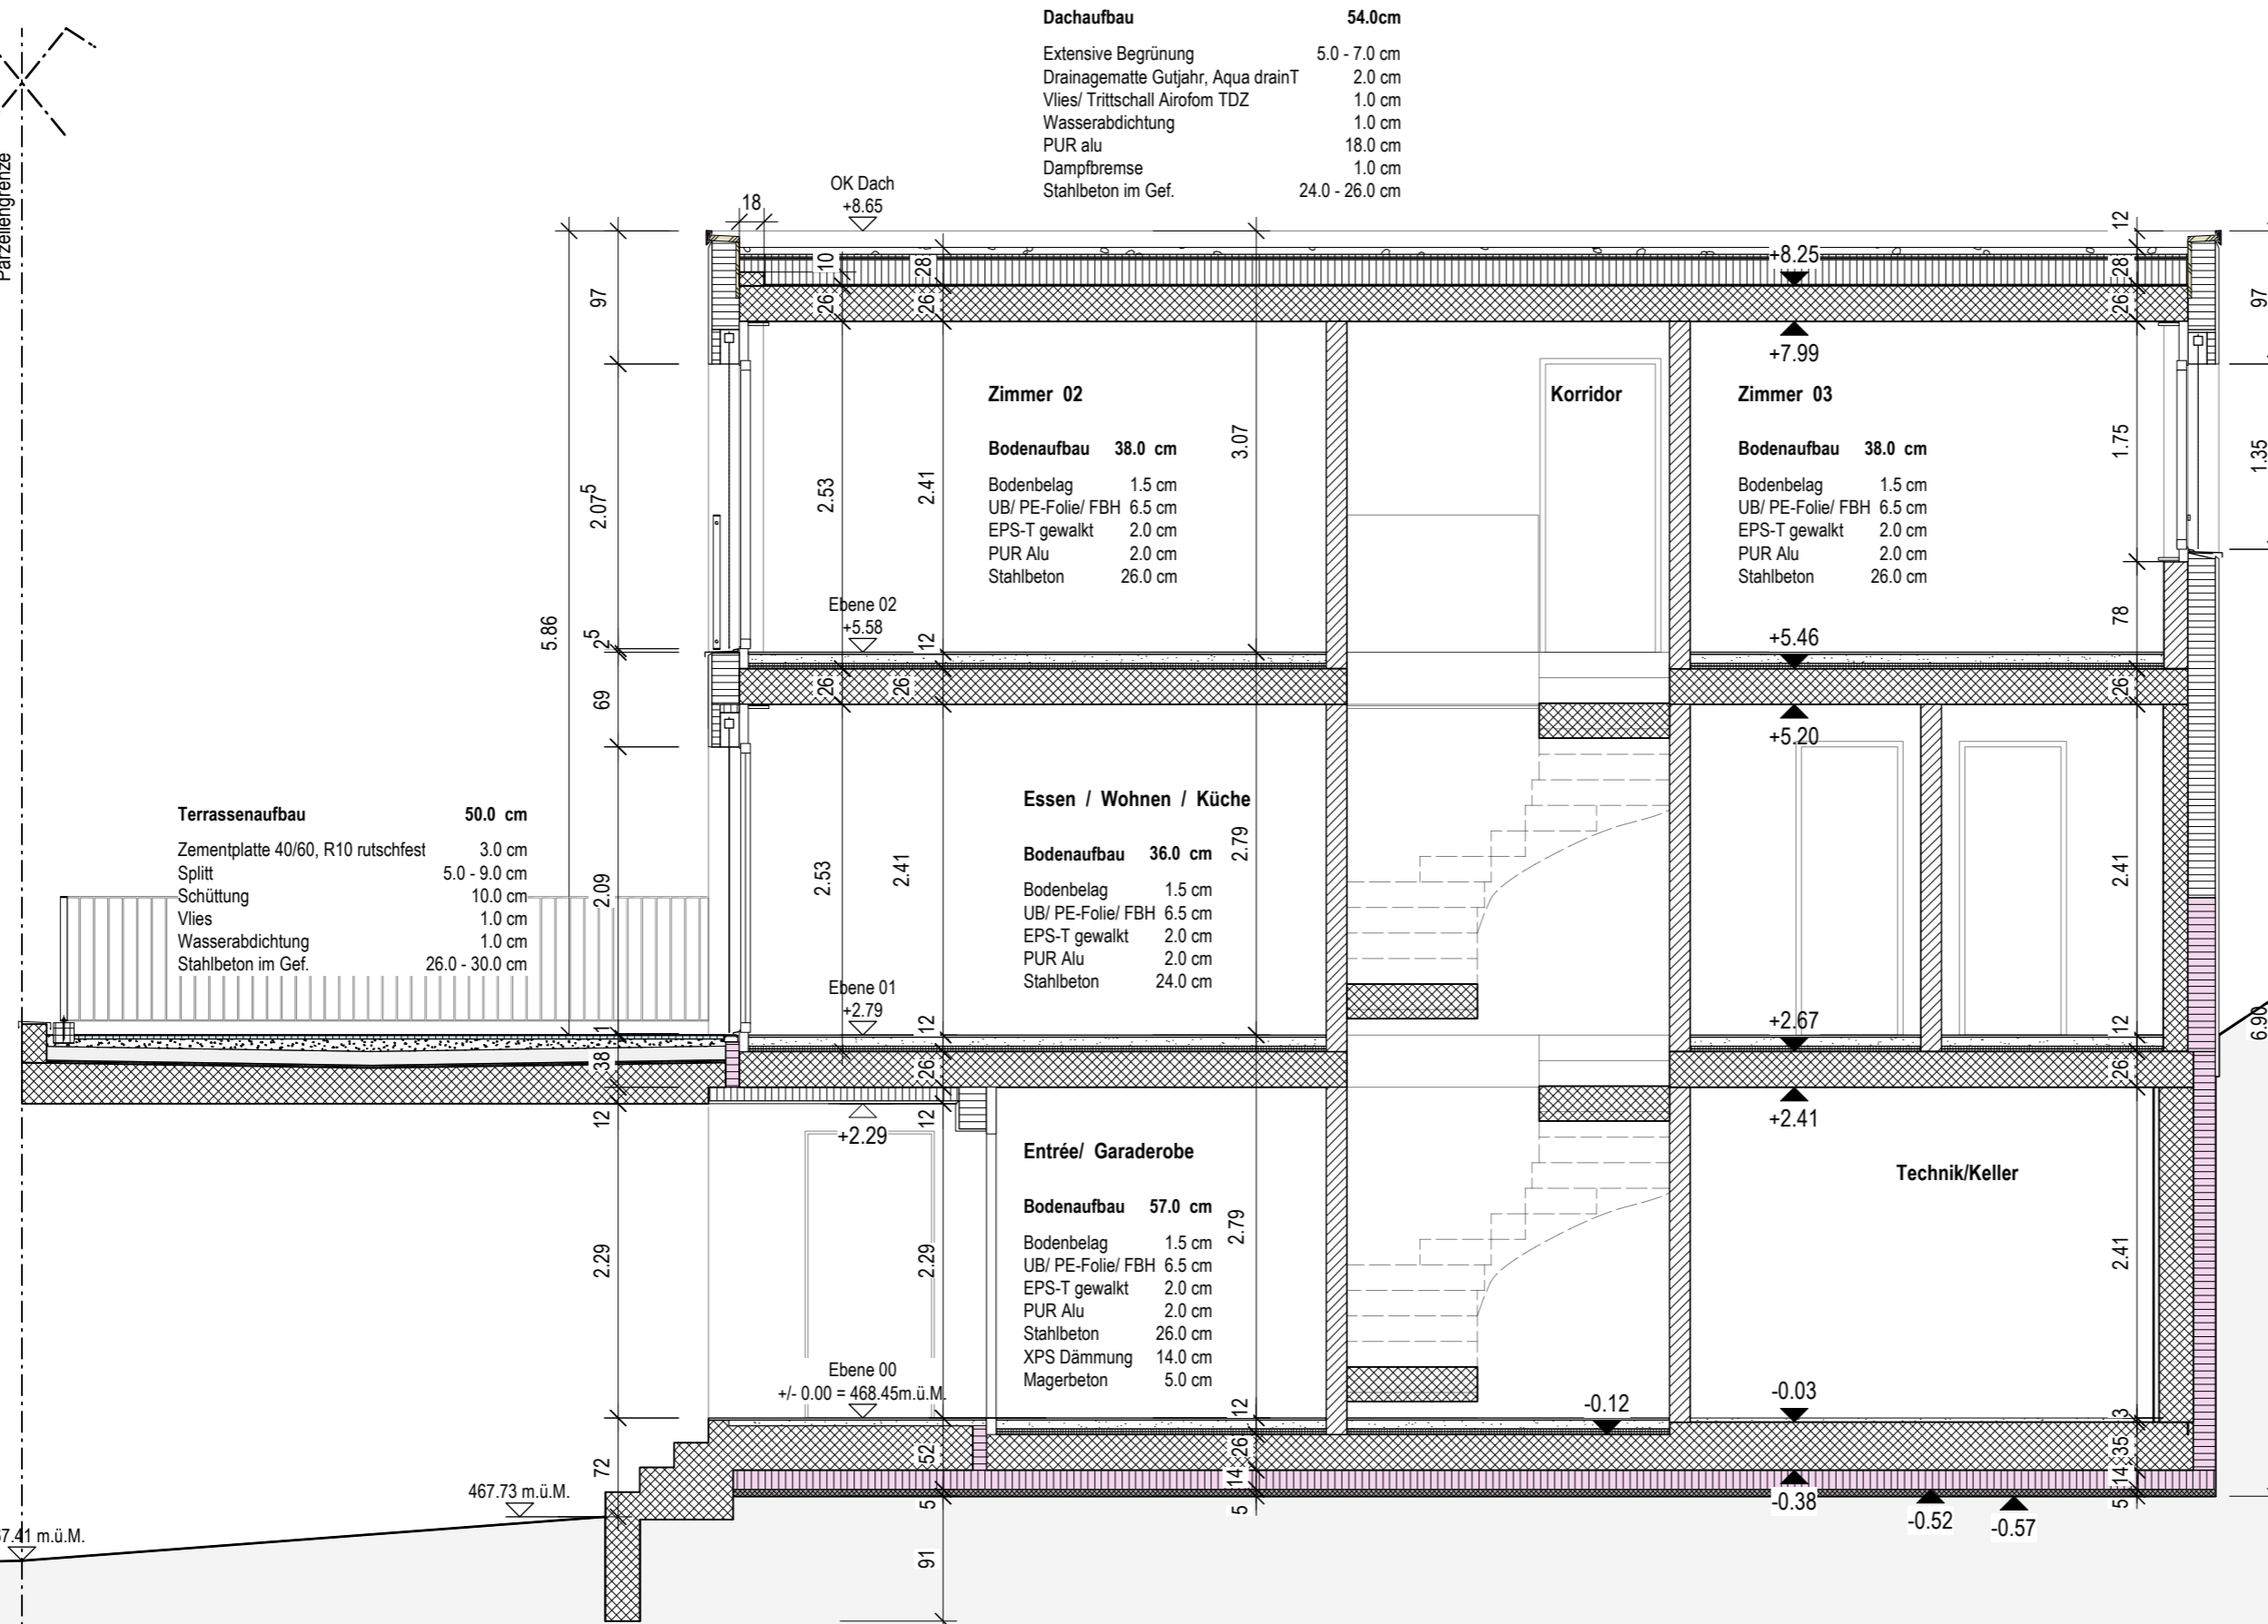 Dachaufbau 54.0cm
Extensive Begrünung 5.0 - 7.0 cm
Drainagematte Gutjahr, Aqua drainT 2.0 cm
Vlies/ Trittschall Airofom TDZ 1.0 cm
Wasserabdichtung 1.0 cm
PUR alu 18.0 cm
Dampfbremse 1.0 cm
Stahlbeton im Gef. 24.0 - 26.0 cm
Parzellengrenze
OK Dach
+8.65
18
12
97
10
28
+8.25
28
97
26
26
26
+7.99
Zimmer 02
Korridor
Zimmer 03
Bodenaufbau 38.0 cm
Bodenbelag 1.5 cm
UB/ PE-Folie/ FBH 6.5 cm
EPS-T gewalkt 2.0 cm
PUR Alu 2.0 cm
Stahlbeton 26.0 cm
Bodenaufbau 38.0 cm
Bodenbelag 1.5 cm
UB/ PE-Folie/ FBH 6.5 cm
EPS-T gewalkt 2.0 cm
PUR Alu 2.0 cm
Stahlbeton 26.0 cm
2.07⁵
2.53
2.41
3.07
1.75
1.35
Ebene 02
+5.58
5.86
2⁵
12
+5.46
78
69
26
26
26
+5.20
Terrassenaufbau 50.0 cm
Zementplatte 40/60, R10 rutschfest 3.0 cm
Splitt 5.0 - 9.0 cm
Schüttung 10.0 cm
Vlies 1.0 cm
Wasserabdichtung 1.0 cm
Stahlbeton im Gef. 26.0 - 30.0 cm
Essen / Wohnen / Küche
Bodenaufbau 36.0 cm
Bodenbelag 1.5 cm
UB/ PE-Folie/ FBH 6.5 cm
EPS-T gewalkt 2.0 cm
PUR Alu 2.0 cm
Stahlbeton 24.0 cm
2.09
2.53
2.41
2.79
2.41
Ebene 01
+2.79
1
12
+2.67
12
6.90
38
26
26
12
+2.29
12
+2.41
Entrée/ Garaderobe
Technik/Keller
Bodenaufbau 57.0 cm
Bodenbelag 1.5 cm
UB/ PE-Folie/ FBH 6.5 cm
EPS-T gewalkt 2.0 cm
PUR Alu 2.0 cm
Stahlbeton 26.0 cm
XPS Dämmung 14.0 cm
Magerbeton 5.0 cm
2.29
2.29
2.79
2.41
Ebene 00
+/- 0.00 = 468.45m.ü.M.
12
-0.12
-0.03
3
72
52
26
35
14
14
467.73 m.ü.M.
5
5
-0.38
5
-0.52
-0.57
7.41 m.ü.M.
91